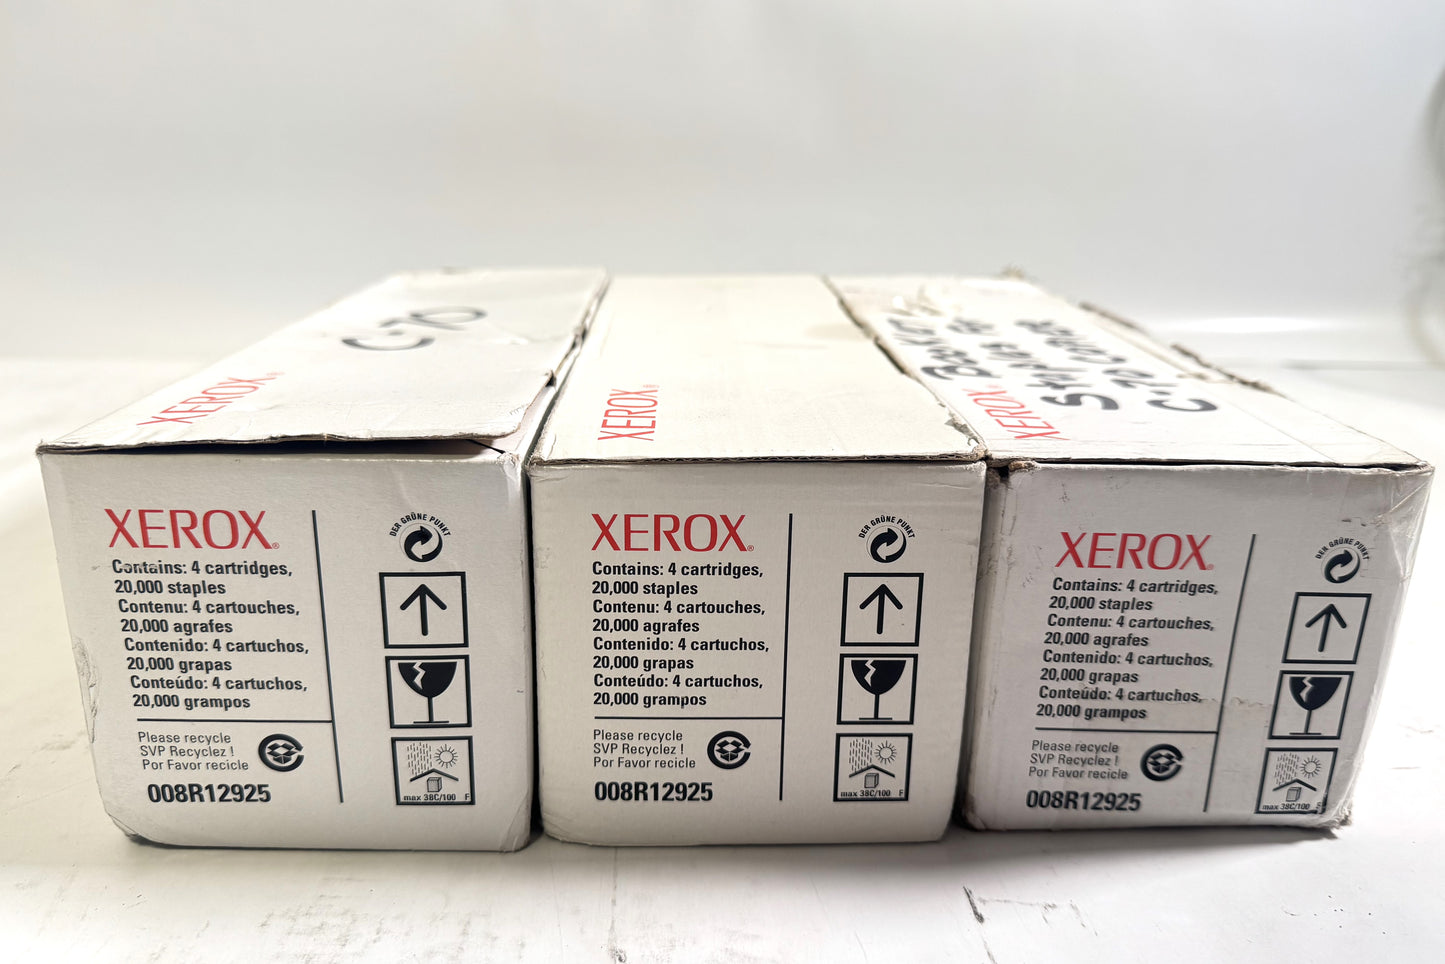 C-70
XEROX®
XEROX®
XEROX®
Booklet
Staples for
C-70 Copier
XEROX®
Contains: 4 cartridges,
20,000 staples
Contenu: 4 cartouches,
20,000 agrafes
Contenido: 4 cartuchos,
20,000 grapas
Conteúdo: 4 cartuchos,
20,000 grampos
Please recycle
SVP Recyclez !
Por Favor recicle
008R12925
DER GRÜNE PUNKT
max 38C/100 F
XEROX®
Contains: 4 cartridges,
20,000 staples
Contenu: 4 cartouches,
20,000 agrafes
Contenido: 4 cartuchos,
20,000 grapas
Conteúdo: 4 cartuchos,
20,000 grampos
Please recycle
SVP Recyclez !
Por Favor recicle
008R12925
DER GRÜNE PUNKT
max 38C/100 F
XEROX®
Contains: 4 cartridges,
20,000 staples
Contenu: 4 cartouches,
20,000 agrafes
Contenido: 4 cartuchos,
20,000 grapas
Conteúdo: 4 cartuchos,
20,000 grampos
Please recycle
SVP Recyclez !
Por Favor recicle
008R12925
DER GRÜNE PUNKT
max 38C/100 F